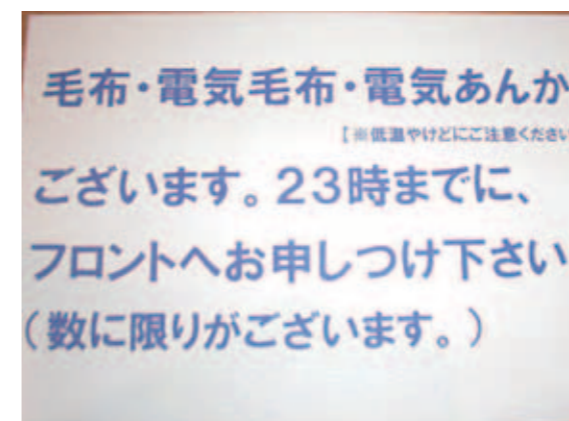 毛布・電気毛布・電気あんか
【※低温やけどにご注意ください
ございます。23時までに、
フロントへお申しつけ下さい
(数に限りがございます。)